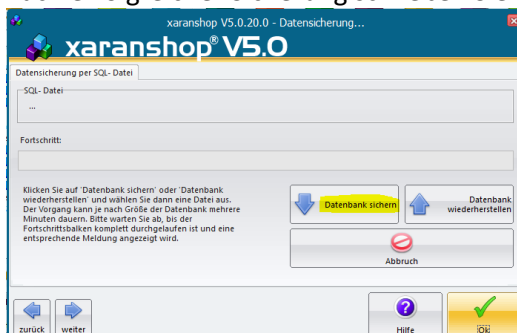 xaranshop V5.0.20.0 - Datensicherung...
xaranshop® V5.0
Datensicherung per SQL- Datei
SQL- Datei
...
Fortschritt:
Klicken Sie auf 'Datenbank sichern' oder 'Datenbank
wiederherstellen' und wählen Sie dann eine Datei aus.
Der Vorgang kann je nach Größe der Datenbank mehrere
Minuten dauern. Bitte warten Sie ab, bis der
Fortschrittsbalken komplett durchgelaufen ist und eine
entsprechende Meldung angezeigt wird.
Datenbank sichern
Datenbank
wiederherstellen
Abbruch
zurück
weiter
Hilfe
Ok